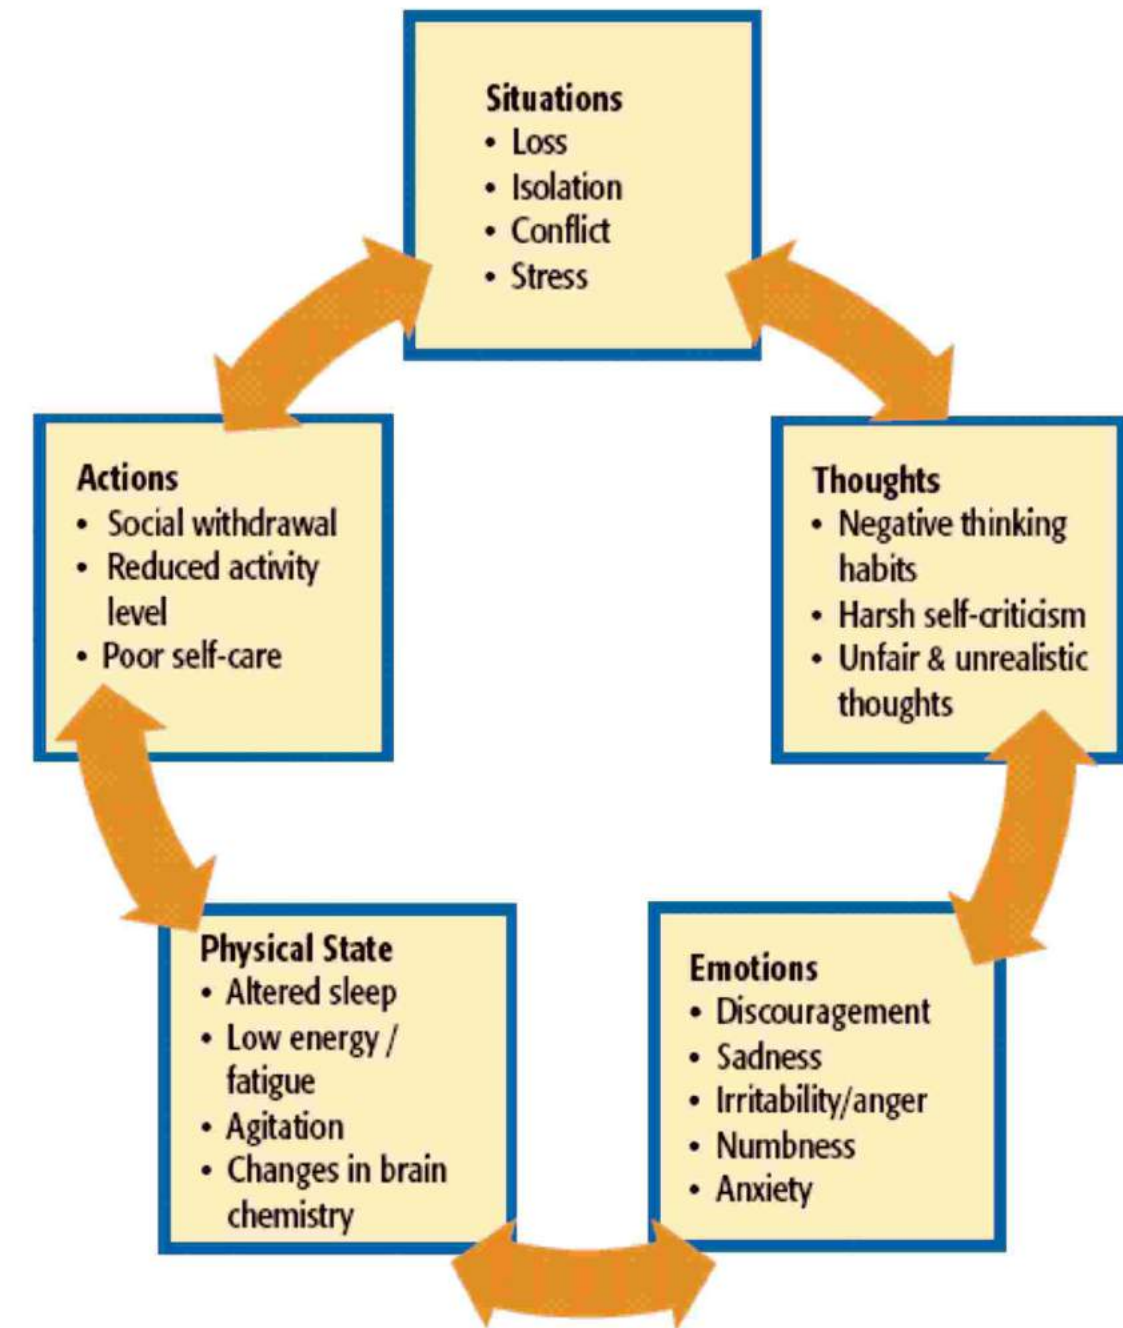 Situations
• Loss
• Isolation
• Conflict
• Stress
Actions
• Social withdrawal
• Reduced activity
level
• Poor self-care
Thoughts
• Negative thinking
habits
• Harsh self-criticism
• Unfair & unrealistic
thoughts
Physical State
• Altered sleep
• Low energy /
fatigue
• Agitation
• Changes in brain
chemistry
Emotions
• Discouragement
• Sadness
• Irritability/anger
• Numbness
• Anxiety